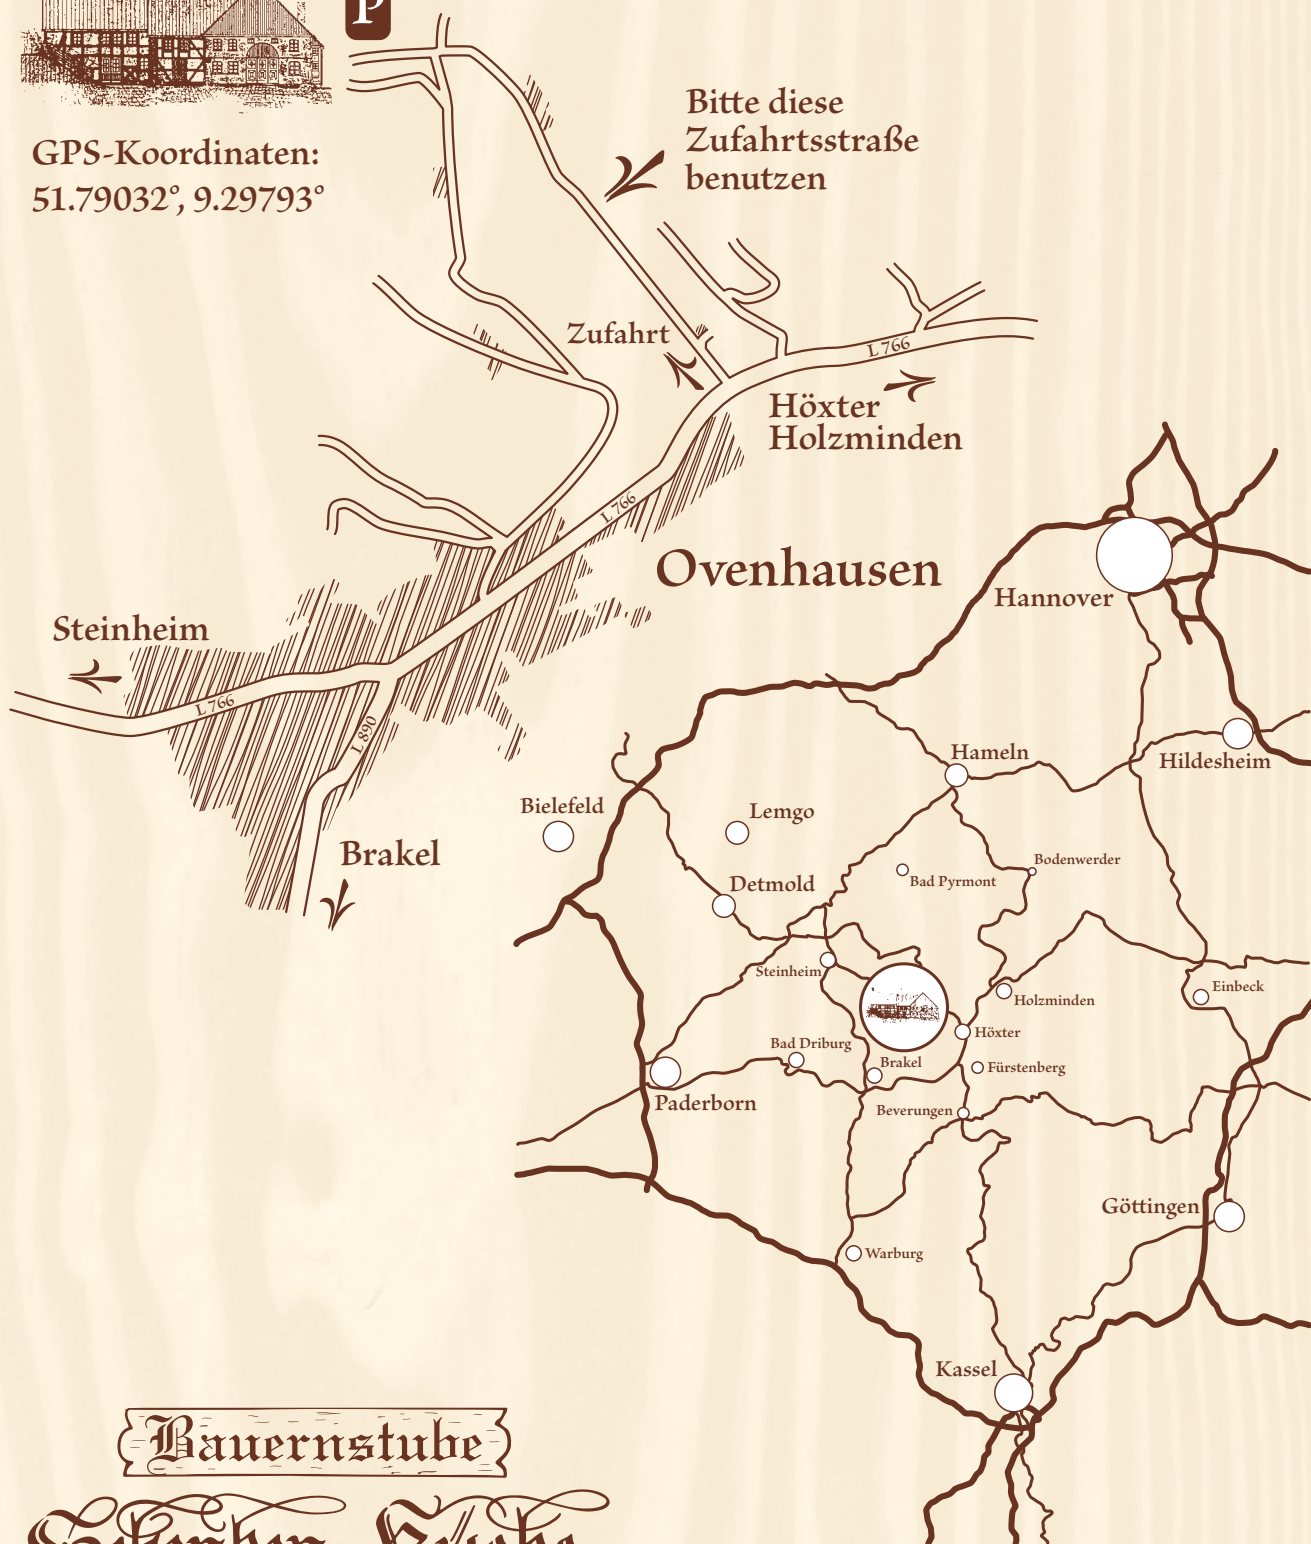 P
GPS-Koordinaten:
51.79032°, 9.29793°
Bitte diese
Zufahrtsstraße
benutzen
Zufahrt
L 766
Höxter
Holzminden
L 766
Ovenhausen
Steinheim
L 766
L 890
Brakel
Hannover
Hameln
Hildesheim
Bielefeld
Lemgo
Bodenwerder
Bad Pyrmont
Detmold
Steinheim
Einbeck
Holzminden
Höxter
Bad Driburg
Brakel
Fürstenberg
Paderborn
Beverungen
Göttingen
Warburg
Kassel
Bauernstube